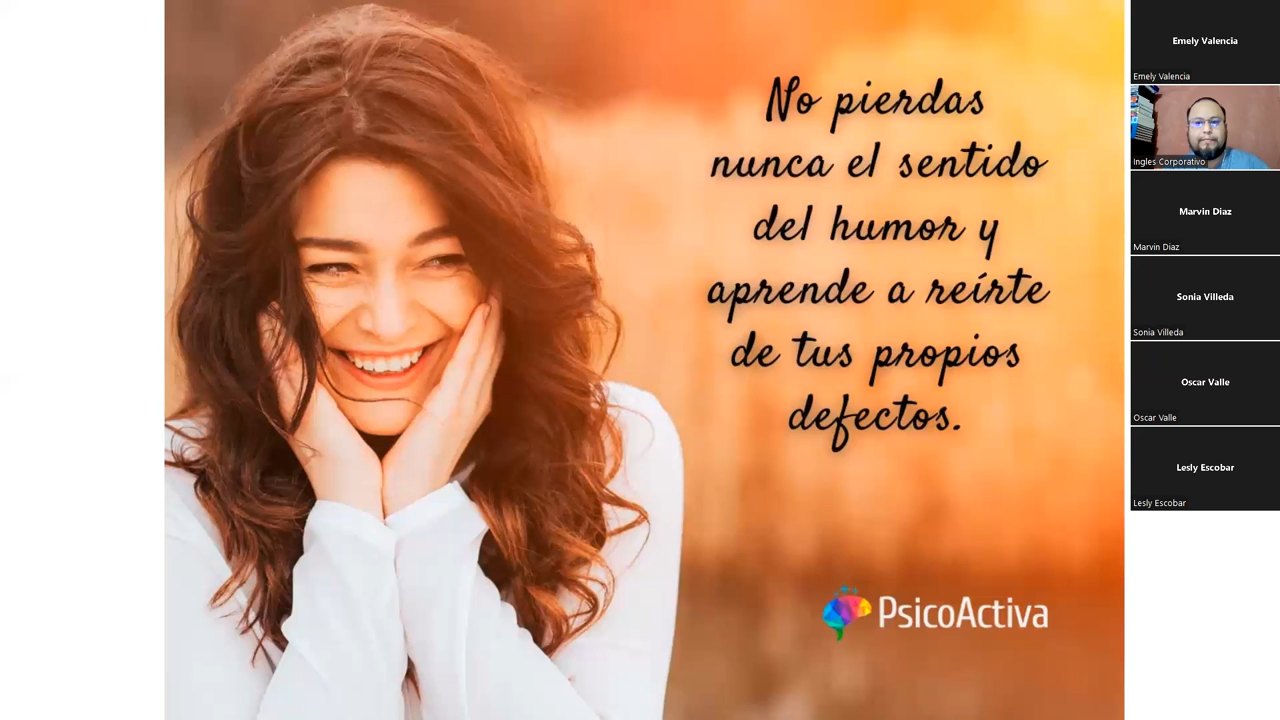 No pierdas
nunca el sentido
del humor y
aprende a reírte
de tus propios
defectos.
PsicoActiva
Emely Valencia
Emely Valencia
Ingles Corporativo
Marvin Diaz
Marvin Diaz
Sonia Villeda
Sonia Villeda
Oscar Valle
Oscar Valle
Lesly Escobar
Lesly Escobar